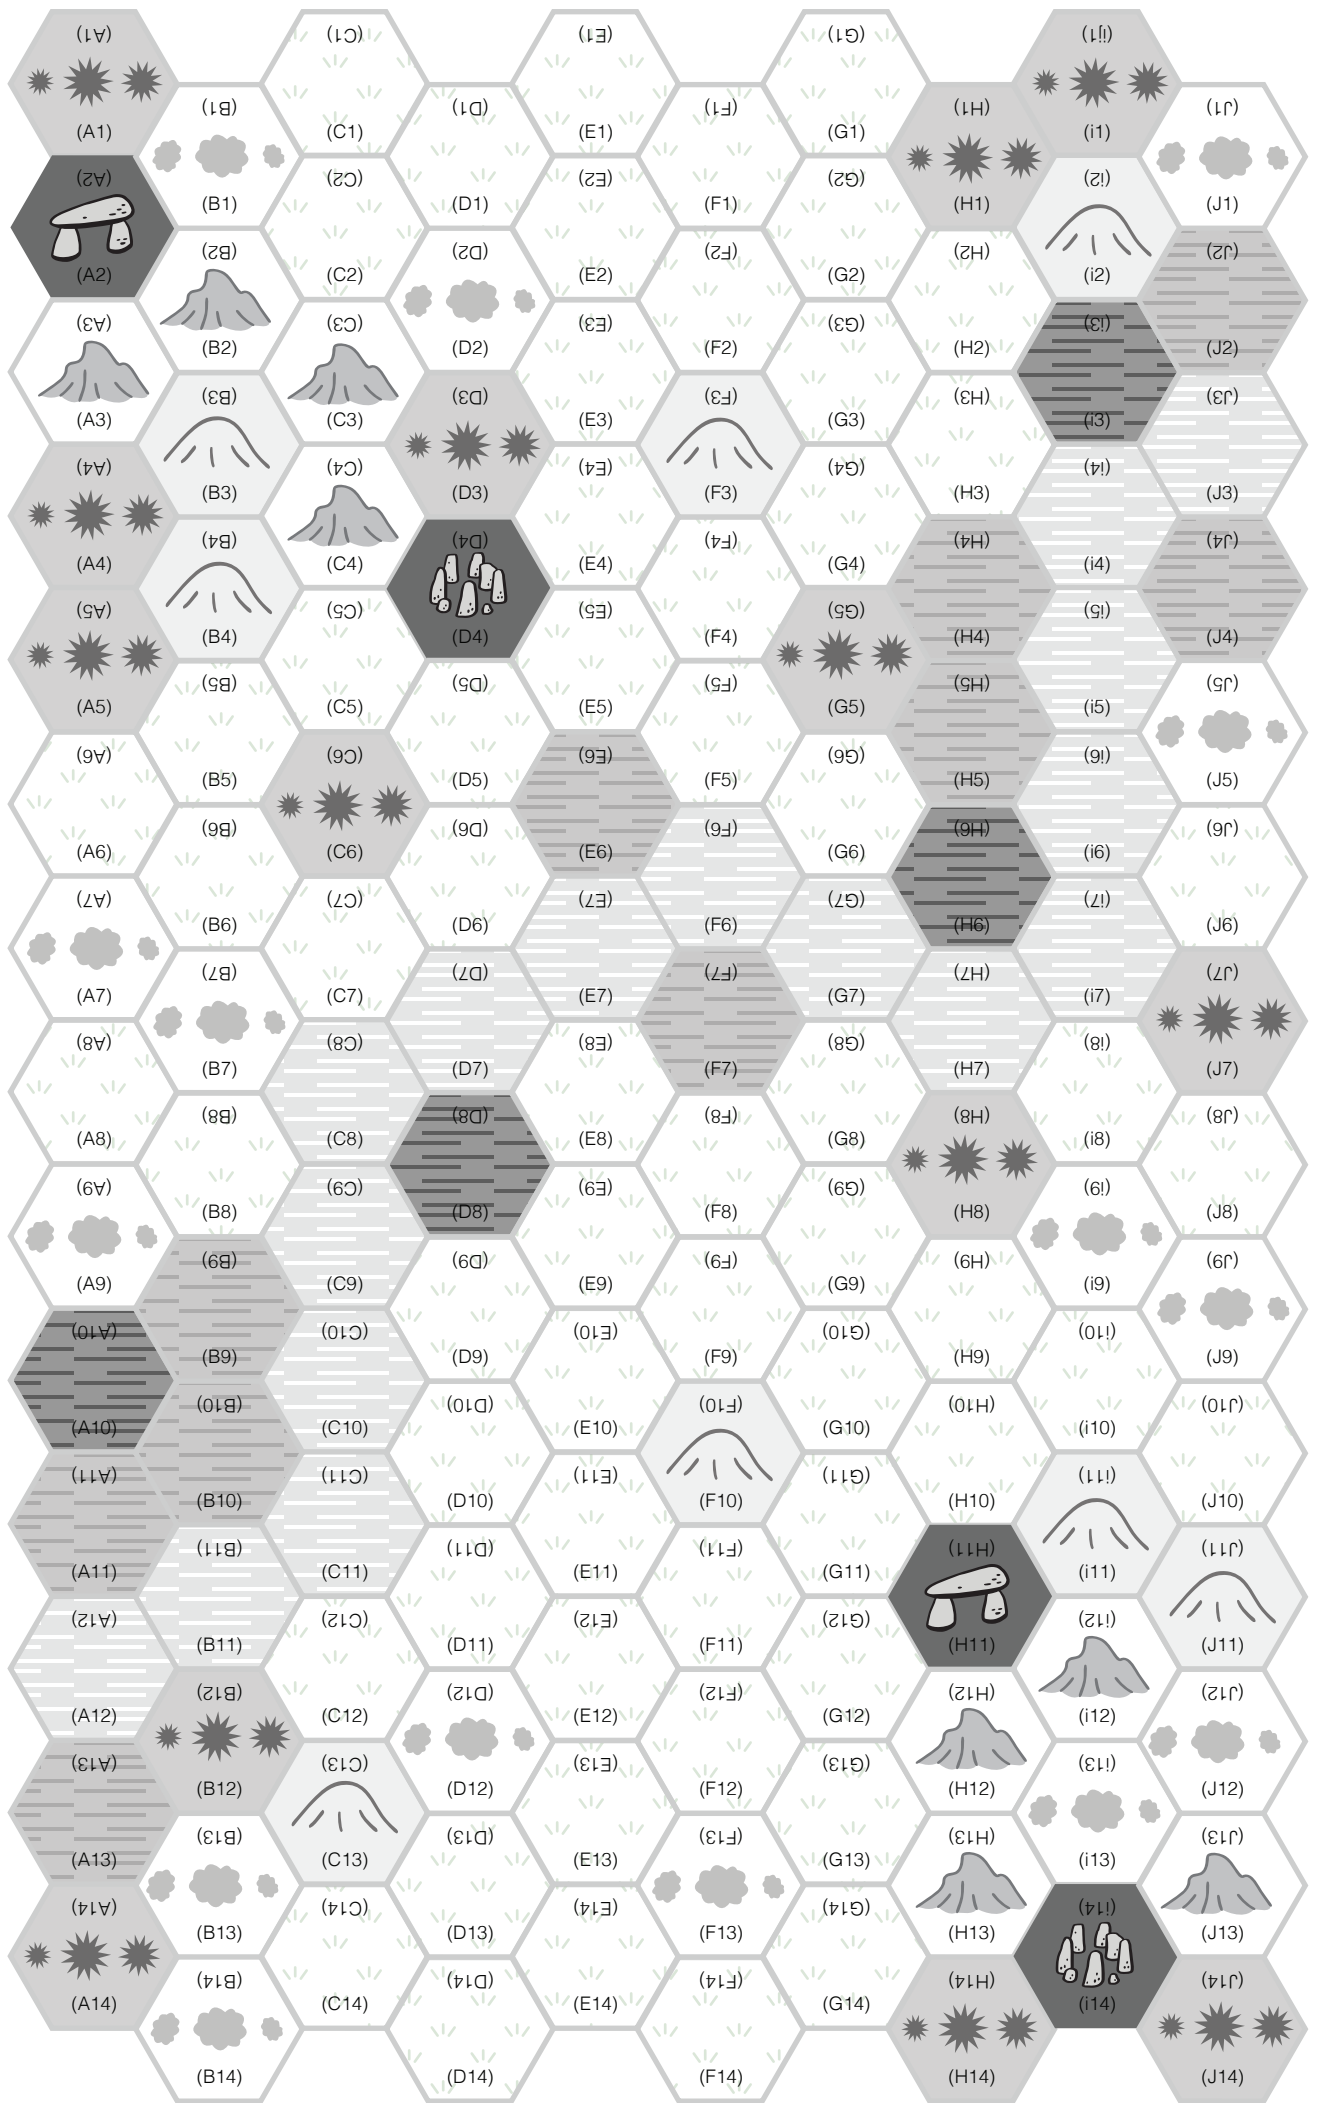 (A1) (C1) (E1) (G1) (ij1)
(B1) (D1) (F1) (H1) (J1)
(A1) (C1) (E1) (G1) (i1)
(A2) (C2) (E2) (G2) (i2)
(B1) (D1) (F1) (H1) (J1)
(B2) (D2) (F2) (H2) (J2)
(A2) (C2) (E2) (G2) (i2)
(A3) (C3) (E3) (G3) (i3)
(B2) (D2) (F2) (H2) (J2)
(B3) (D3) (F3) (H3) (J3)
(A3) (C3) (E3) (G3) (i3)
(A4) (C4) (E4) (G4) (i4)
(B3) (D3) (F3) (H3) (J3)
(B4) (D4) (F4) (H4) (J4)
(A4) (C4) (E4) (G4) (i4)
(A5) (C5) (E5) (G5) (i5)
(B4) (D4) (F4) (H4) (J4)
(B5) (D5) (F5) (H5) (J5)
(A5) (C5) (E5) (G5) (i5)
(A6) (C6) (E6) (G6) (i6)
(B5) (D5) (F5) (H5) (J5)
(B6) (D6) (F6) (H6) (J6)
(A6) (C6) (E6) (G6) (i6)
(A7) (C7) (E7) (G7) (i7)
(B6) (D6) (F6) (H6) (J6)
(B7) (D7) (F7) (H7) (J7)
(A7) (C7) (E7) (G7) (i7)
(A8) (C8) (E8) (G8) (i8)
(B7) (D7) (F7) (H7) (J7)
(B8) (D8) (F8) (H8) (J8)
(A8) (C8) (E8) (G8) (i8)
(A9) (C9) (E9) (G9) (i9)
(B8) (D8) (F8) (H8) (J8)
(B9) (D9) (F9) (H9) (J9)
(A9) (C9) (E9) (G9) (i9)
(A10) (C10) (E10) (G10) (i10)
(B9) (D9) (F9) (H9) (J9)
(B10) (D10) (F10) (H10) (J10)
(A10) (C10) (E10) (G10) (i10)
(A11) (C11) (E11) (G11) (i11)
(B10) (D10) (F10) (H10) (J10)
(B11) (D11) (F11) (H11) (J11)
(A11) (C11) (E11) (G11) (i11)
(A12) (C12) (E12) (G12) (i12)
(B11) (D11) (F11) (H11) (J11)
(B12) (D12) (F12) (H12) (J12)
(A12) (C12) (E12) (G12) (i12)
(A13) (C13) (E13) (G13) (i13)
(B12) (D12) (F12) (H12) (J12)
(B13) (D13) (F13) (H13) (J13)
(A13) (C13) (E13) (G13) (i13)
(A14) (C14) (E14) (G14) (i14)
(B13) (D13) (F13) (H13) (J13)
(B14) (D14) (F14) (H14) (J14)
(A14) (C14) (E14) (G14) (i14)
(B14) (D14) (F14) (H14) (J14)